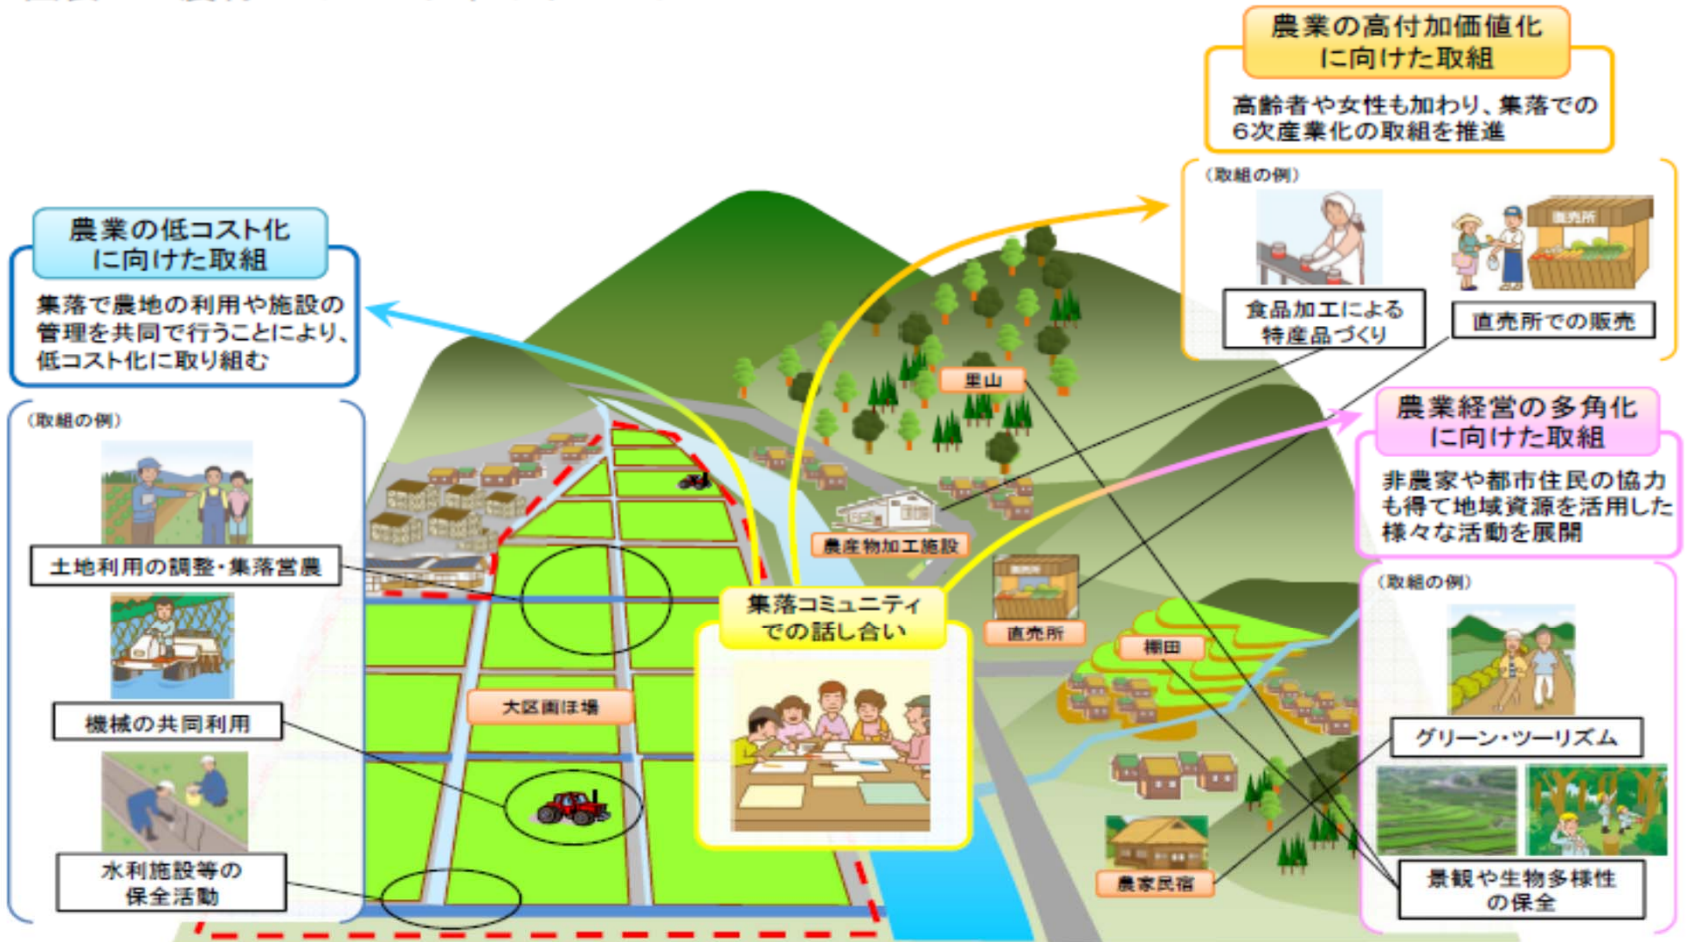 農業の高付加価値化
に向けた取組
高齢者や女性も加わり、集落での
6次産業化の取組を推進
（取組の例）
直売所
食品加工による
特産品づくり
直売所での販売
農業の低コスト化
に向けた取組
集落で農地の利用や施設の
管理を共同で行うことにより、
低コスト化に取り組む
（取組の例）
土地利用の調整・集落営農
機械の共同利用
水利施設等の
保全活動
里山
農産物加工施設
直売所
直売所
棚田
大区画ほ場
農家民宿
集落コミュニティ
での話し合い
農業経営の多角化
に向けた取組
非農家や都市住民の協力
も得て地域資源を活用した
様々な活動を展開
（取組の例）
グリーン・ツーリズム
景観や生物多様性
の保全